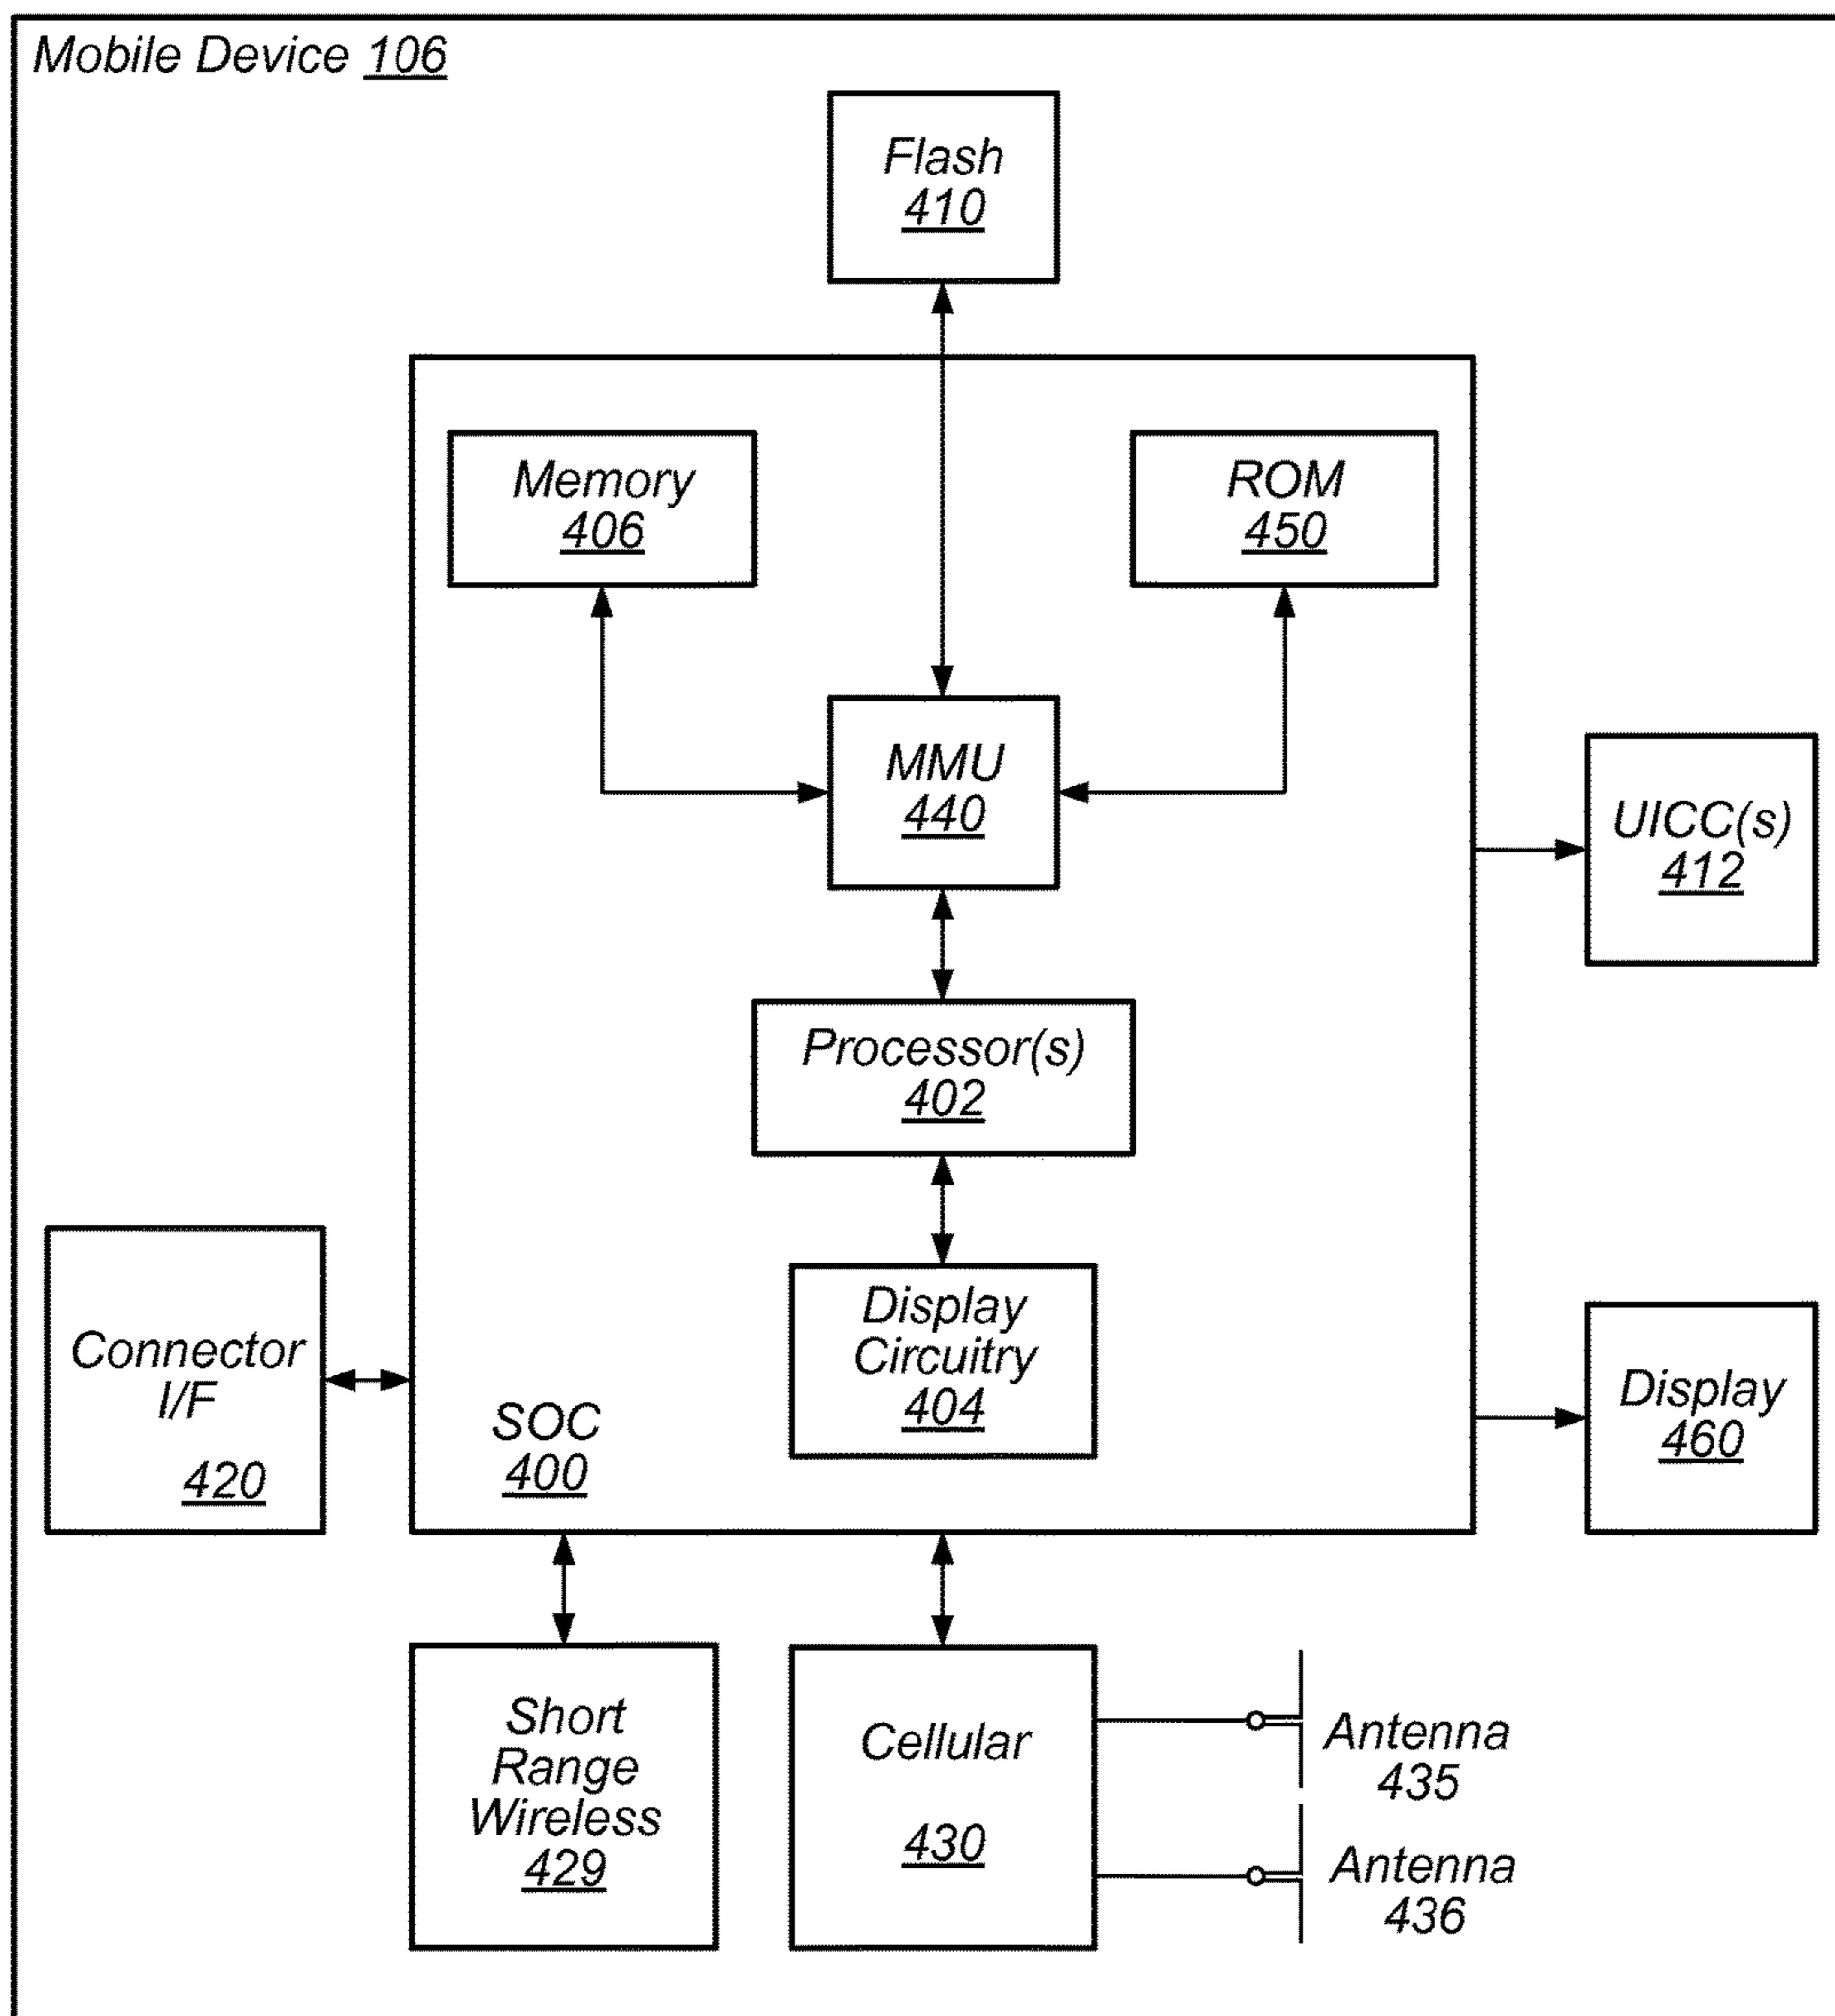 Mobile Device 106
Flash
410
Memory
406
ROM
450
MMU
440
UICC(s)
412
Processor(s)
402
Display
Circuitry
404
Connector
I/F
420
SOC
400
Display
460
Short
Range
Wireless
429
Cellular
430
Antenna
435
Antenna
436